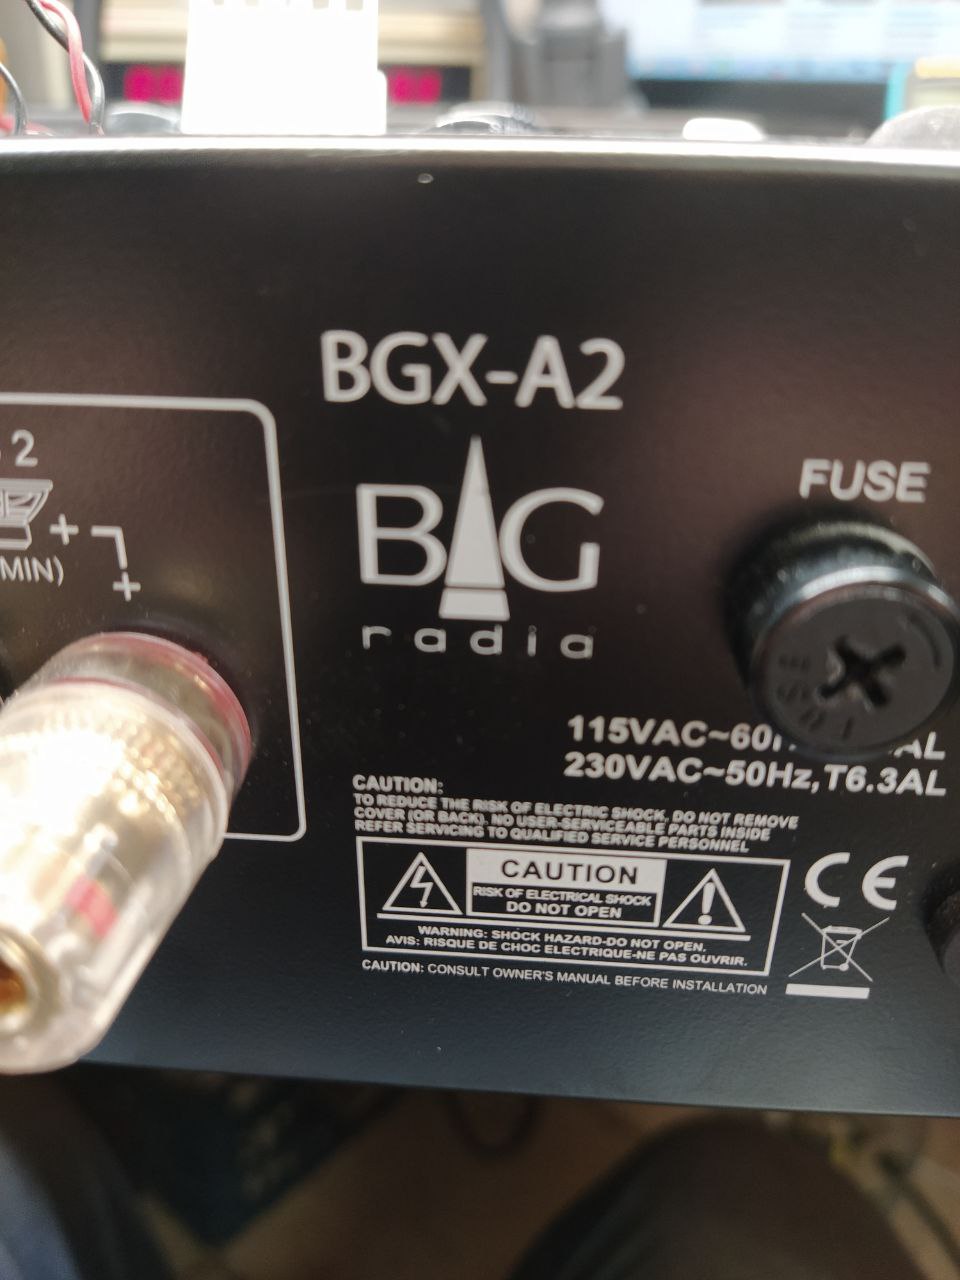 BGX-A2
2
+
MIN)
+
BG
radia
FUSE
115VAC~60
AL
230VAC~50Hz,T6.3AL
CAUTION:
TO REDUCE THE RISK OF ELECTRIC SHOCK, DO NOT REMOVE
COVER (OR BACK). NO USER-SERVICEABLE PARTS INSIDE
REFER SERVICING TO QUALIFIED SERVICE PERSONNEL
CAUTION
RISK OF ELECTRICAL SHOCK
DO NOT OPEN
WARNING: SHOCK HAZARD-DO NOT OPEN.
AVIS: RISQUE DE CHOC ELECTRIQUE-NE PAS OUVRIR.
CE
CAUTION: CONSULT OWNER'S MANUAL BEFORE INSTALLATION